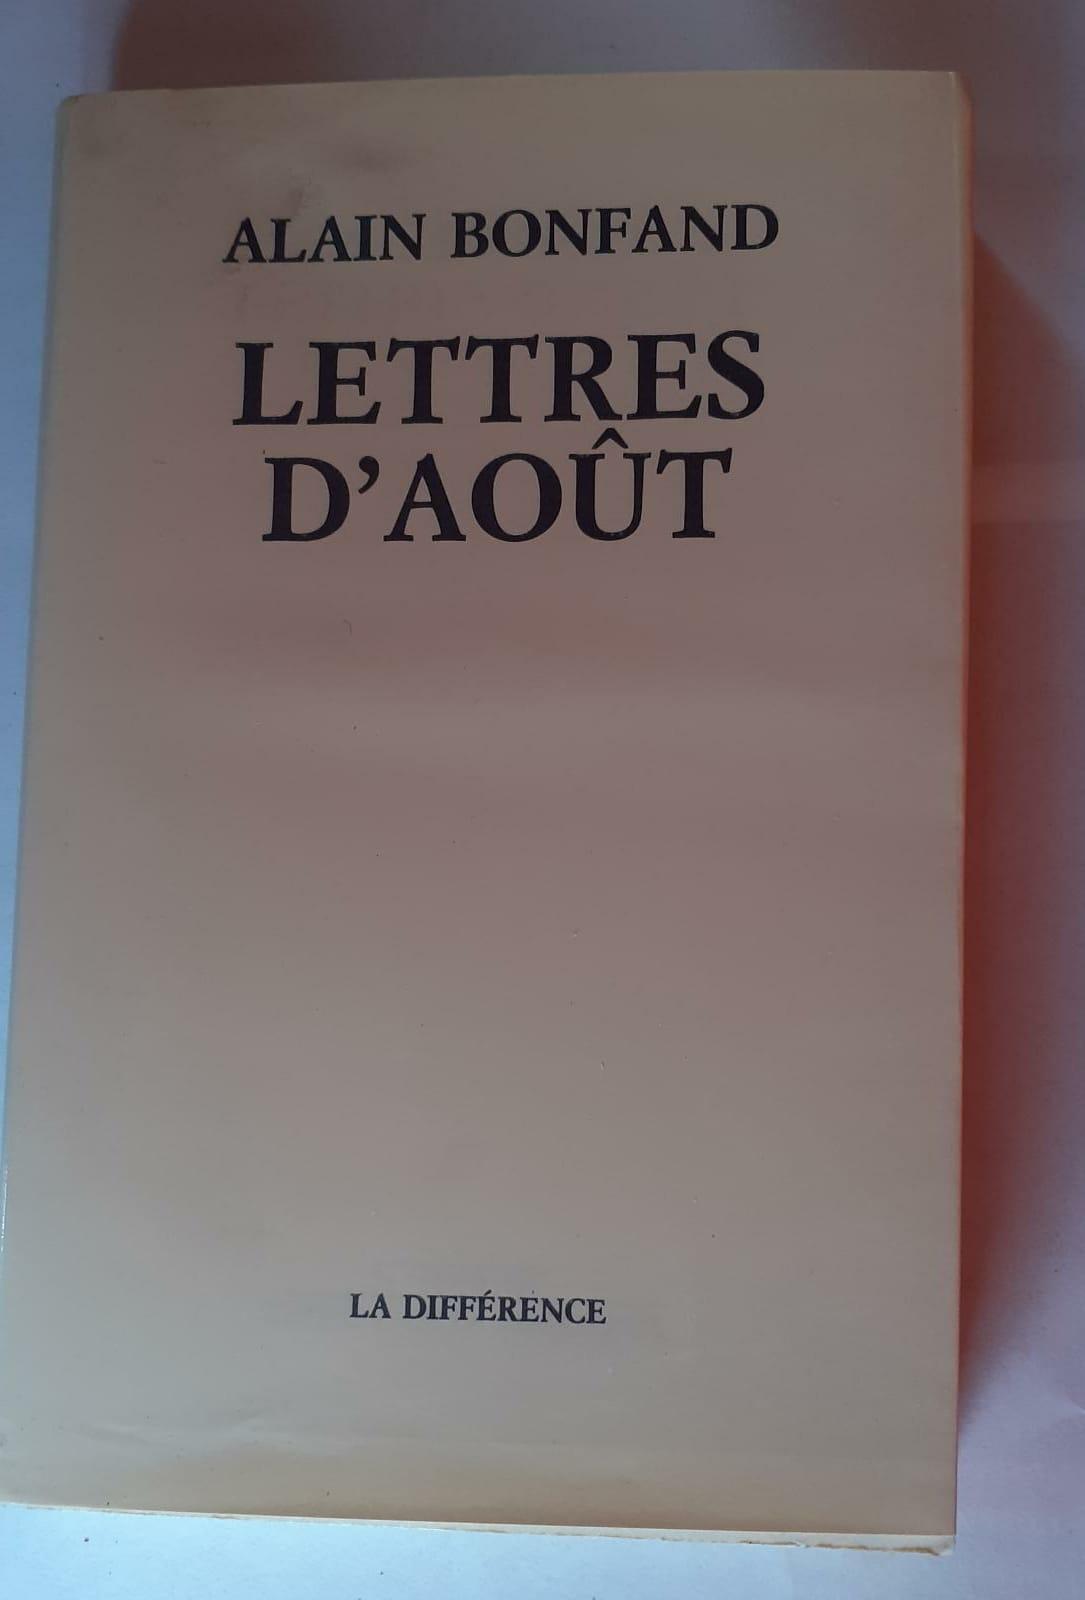 ALAIN BONFAND
LETTRES
D'AOÛT
LA DIFFÉRENCE